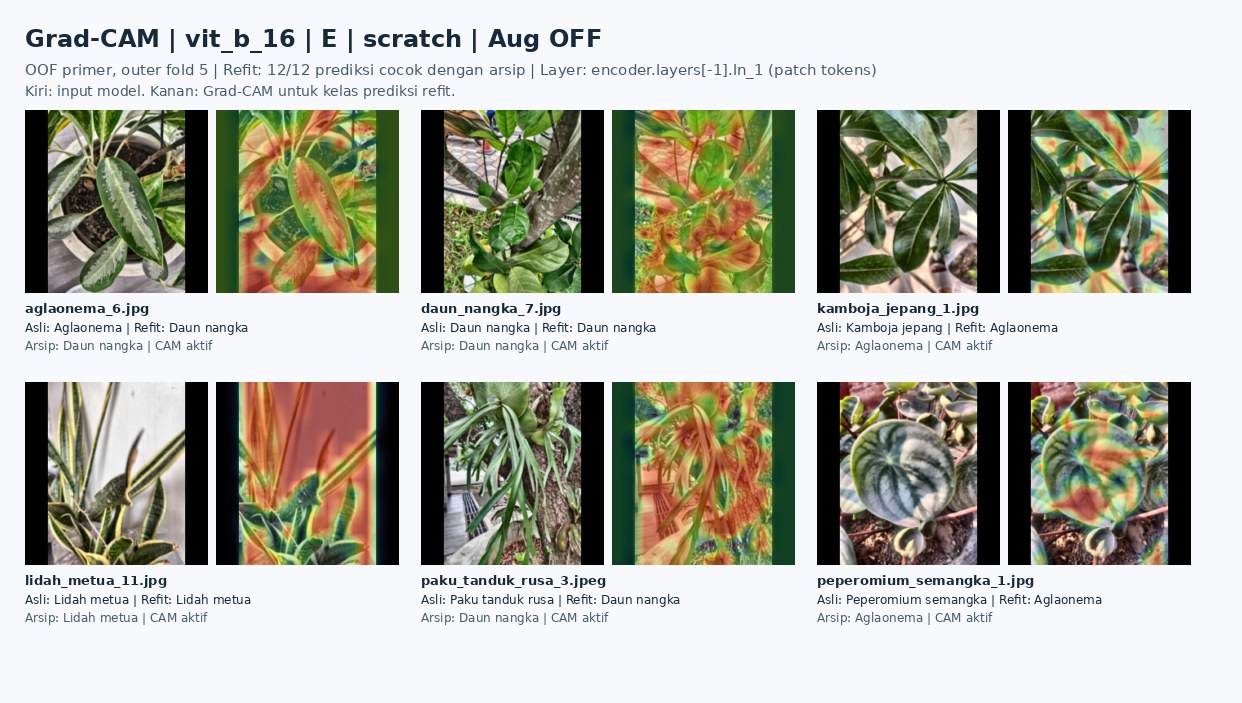 Grad-CAM | vit_b_16 | E | scratch | Aug OFF
OOF primer, outer fold 5 | Refit: 12/12 prediksi cocok dengan arsip | Layer: encoder.layers[-1].ln_1 (patch tokens)
Kiri: input model. Kanan: Grad-CAM untuk kelas prediksi refit.
aglaonema_6.jpg
Asli: Aglaonema | Refit: Daun nangka
Arsip: Daun nangka | CAM aktif
daun_nangka_7.jpg
Asli: Daun nangka | Refit: Daun nangka
Arsip: Daun nangka | CAM aktif
kamboja_jepang_1.jpg
Asli: Kamboja jepang | Refit: Aglaonema
Arsip: Aglaonema | CAM aktif
lidah_metua_11.jpg
Asli: Lidah metua | Refit: Lidah metua
Arsip: Lidah metua | CAM aktif
paku_tanduk_rusa_3.jpeg
Asli: Paku tanduk rusa | Refit: Daun nangka
Arsip: Daun nangka | CAM aktif
peperomium_semangka_1.jpg
Asli: Peperomium semangka | Refit: Aglaonema
Arsip: Aglaonema | CAM aktif